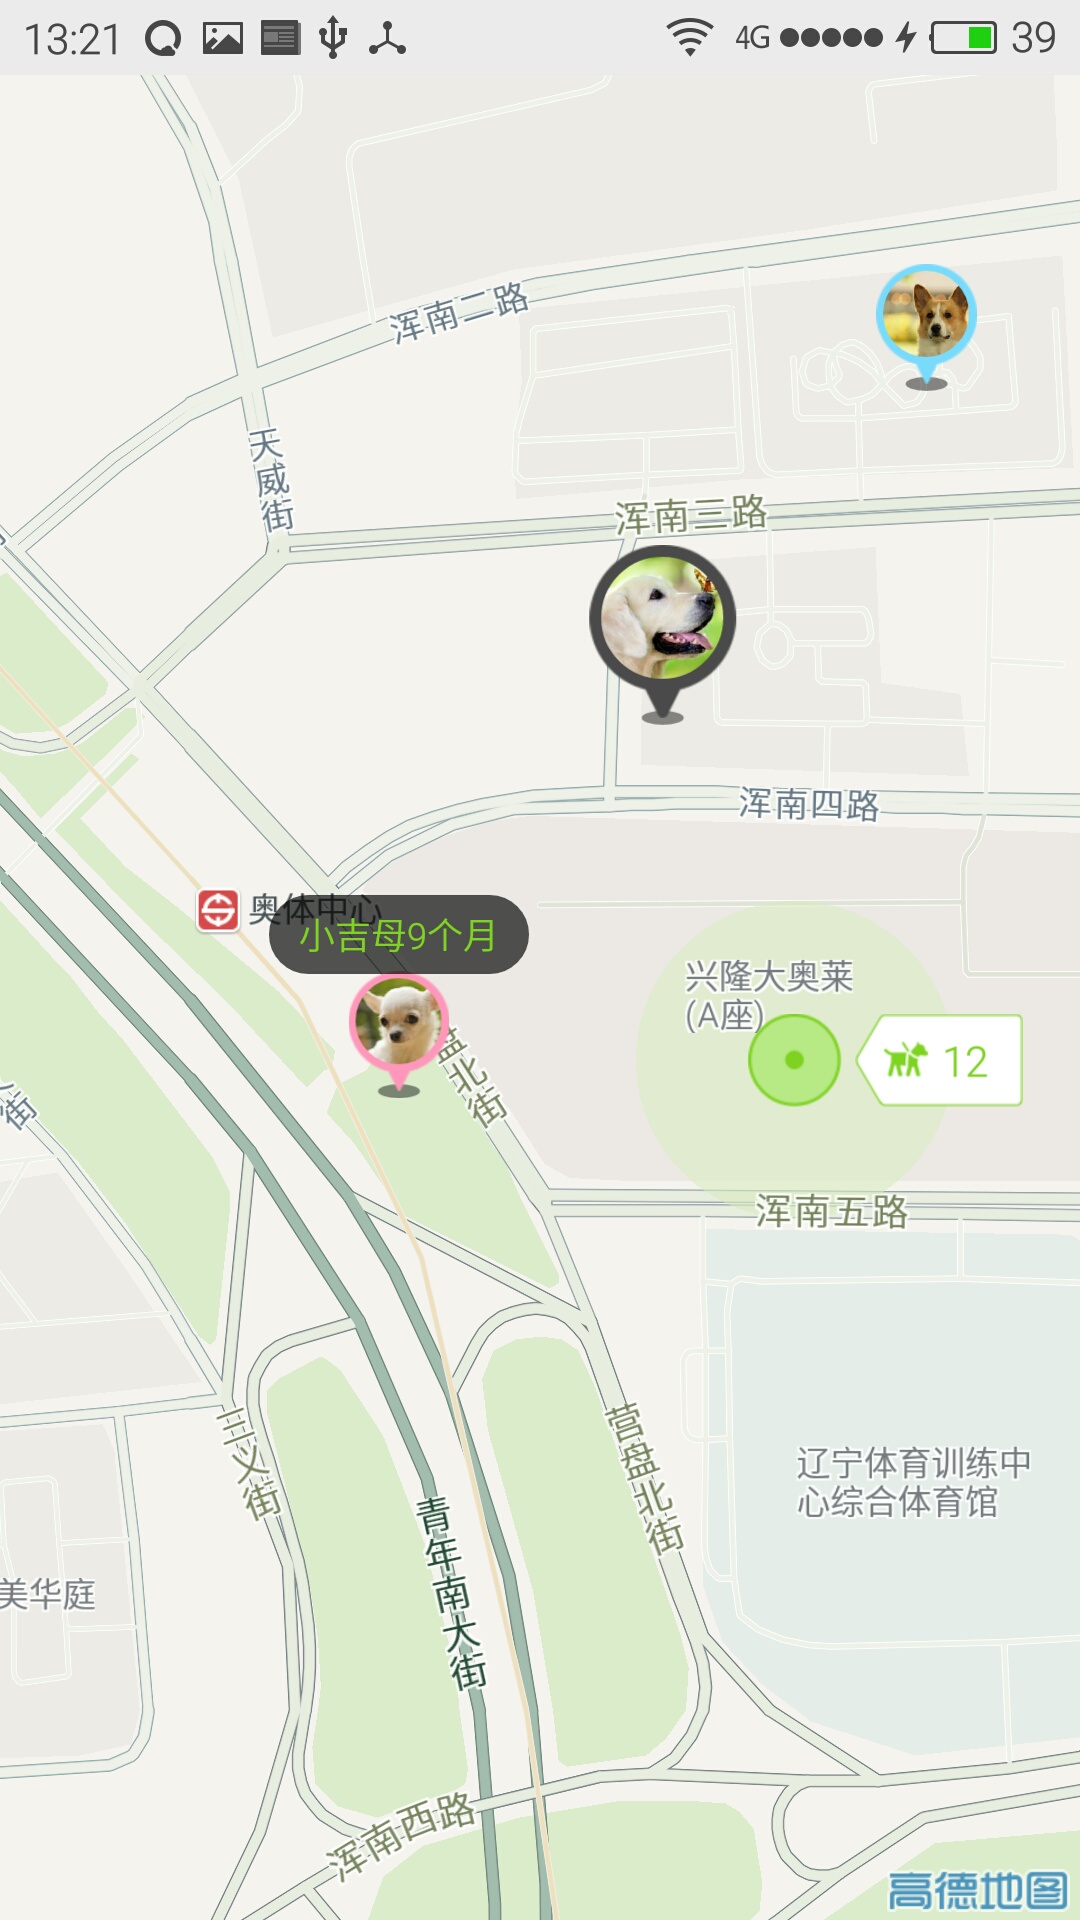 13:21
4G
39
浑南二路
天威街
浑南三路
浑南四路
奥体中心
小吉母9个月
兴隆大奥莱
(A座)
12
盘北街
街
浑南五路
三义街
营盘北街
辽宁体育训练中
心综合体育馆
青年南大街
美华庭
浑南西路
高德地图